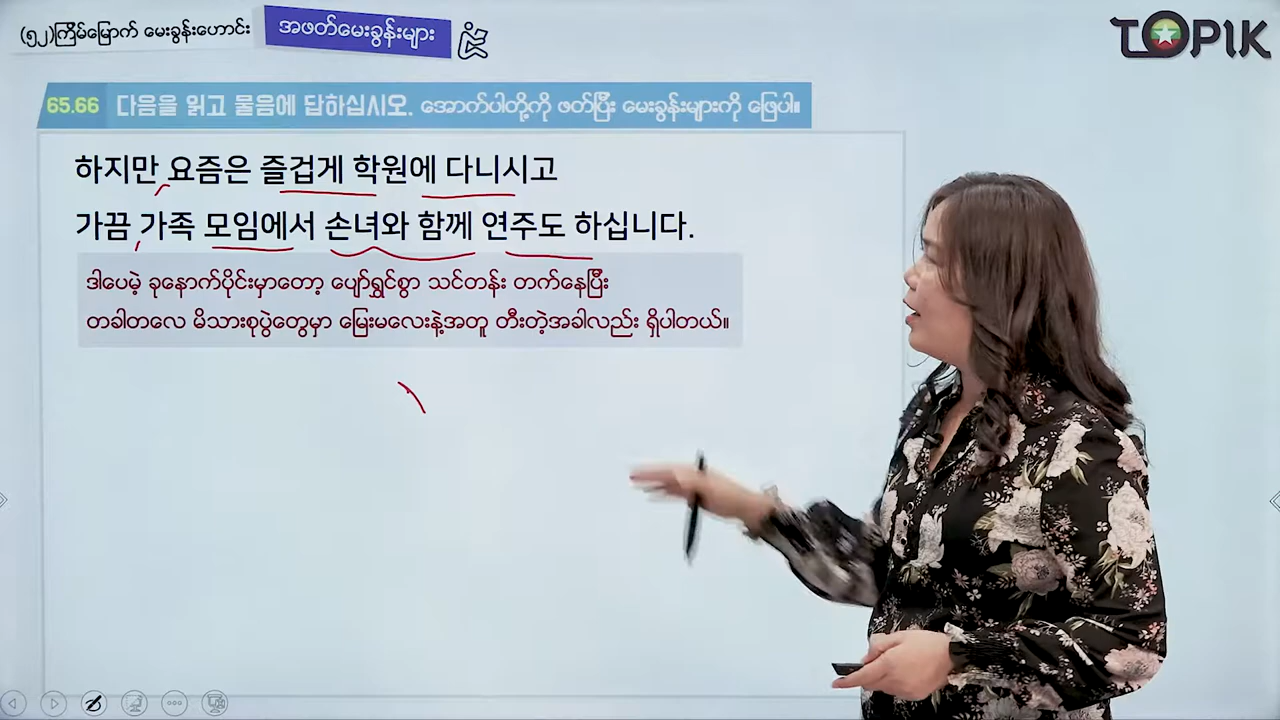 (၅၂)ကြိမ်မြောက် မေးခွန်းဟောင်း
အဖတ်မေးခွန်းများ
TOPIK
65.66 다음을 읽고 물음에 답하십시오. အောက်ပါတို့ကို ဖတ်ပြီး မေးခွန်းများကို ဖြေပါ။
하지만 요즘은 즐겁게 학원에 다니시고
가끔 가족 모임에서 손녀와 함께 연주도 하십니다.
ဒါပေမဲ့ ခုနောက်ပိုင်းမှာတော့ ပျော်ရွှင်စွာ သင်တန်း တက်နေပြီး
တခါတလေ မိသားစုပွဲတွေမှာ မြေးမလေးနဲ့အတူ တီးတဲ့အခါလည်း ရှိပါတယ်။